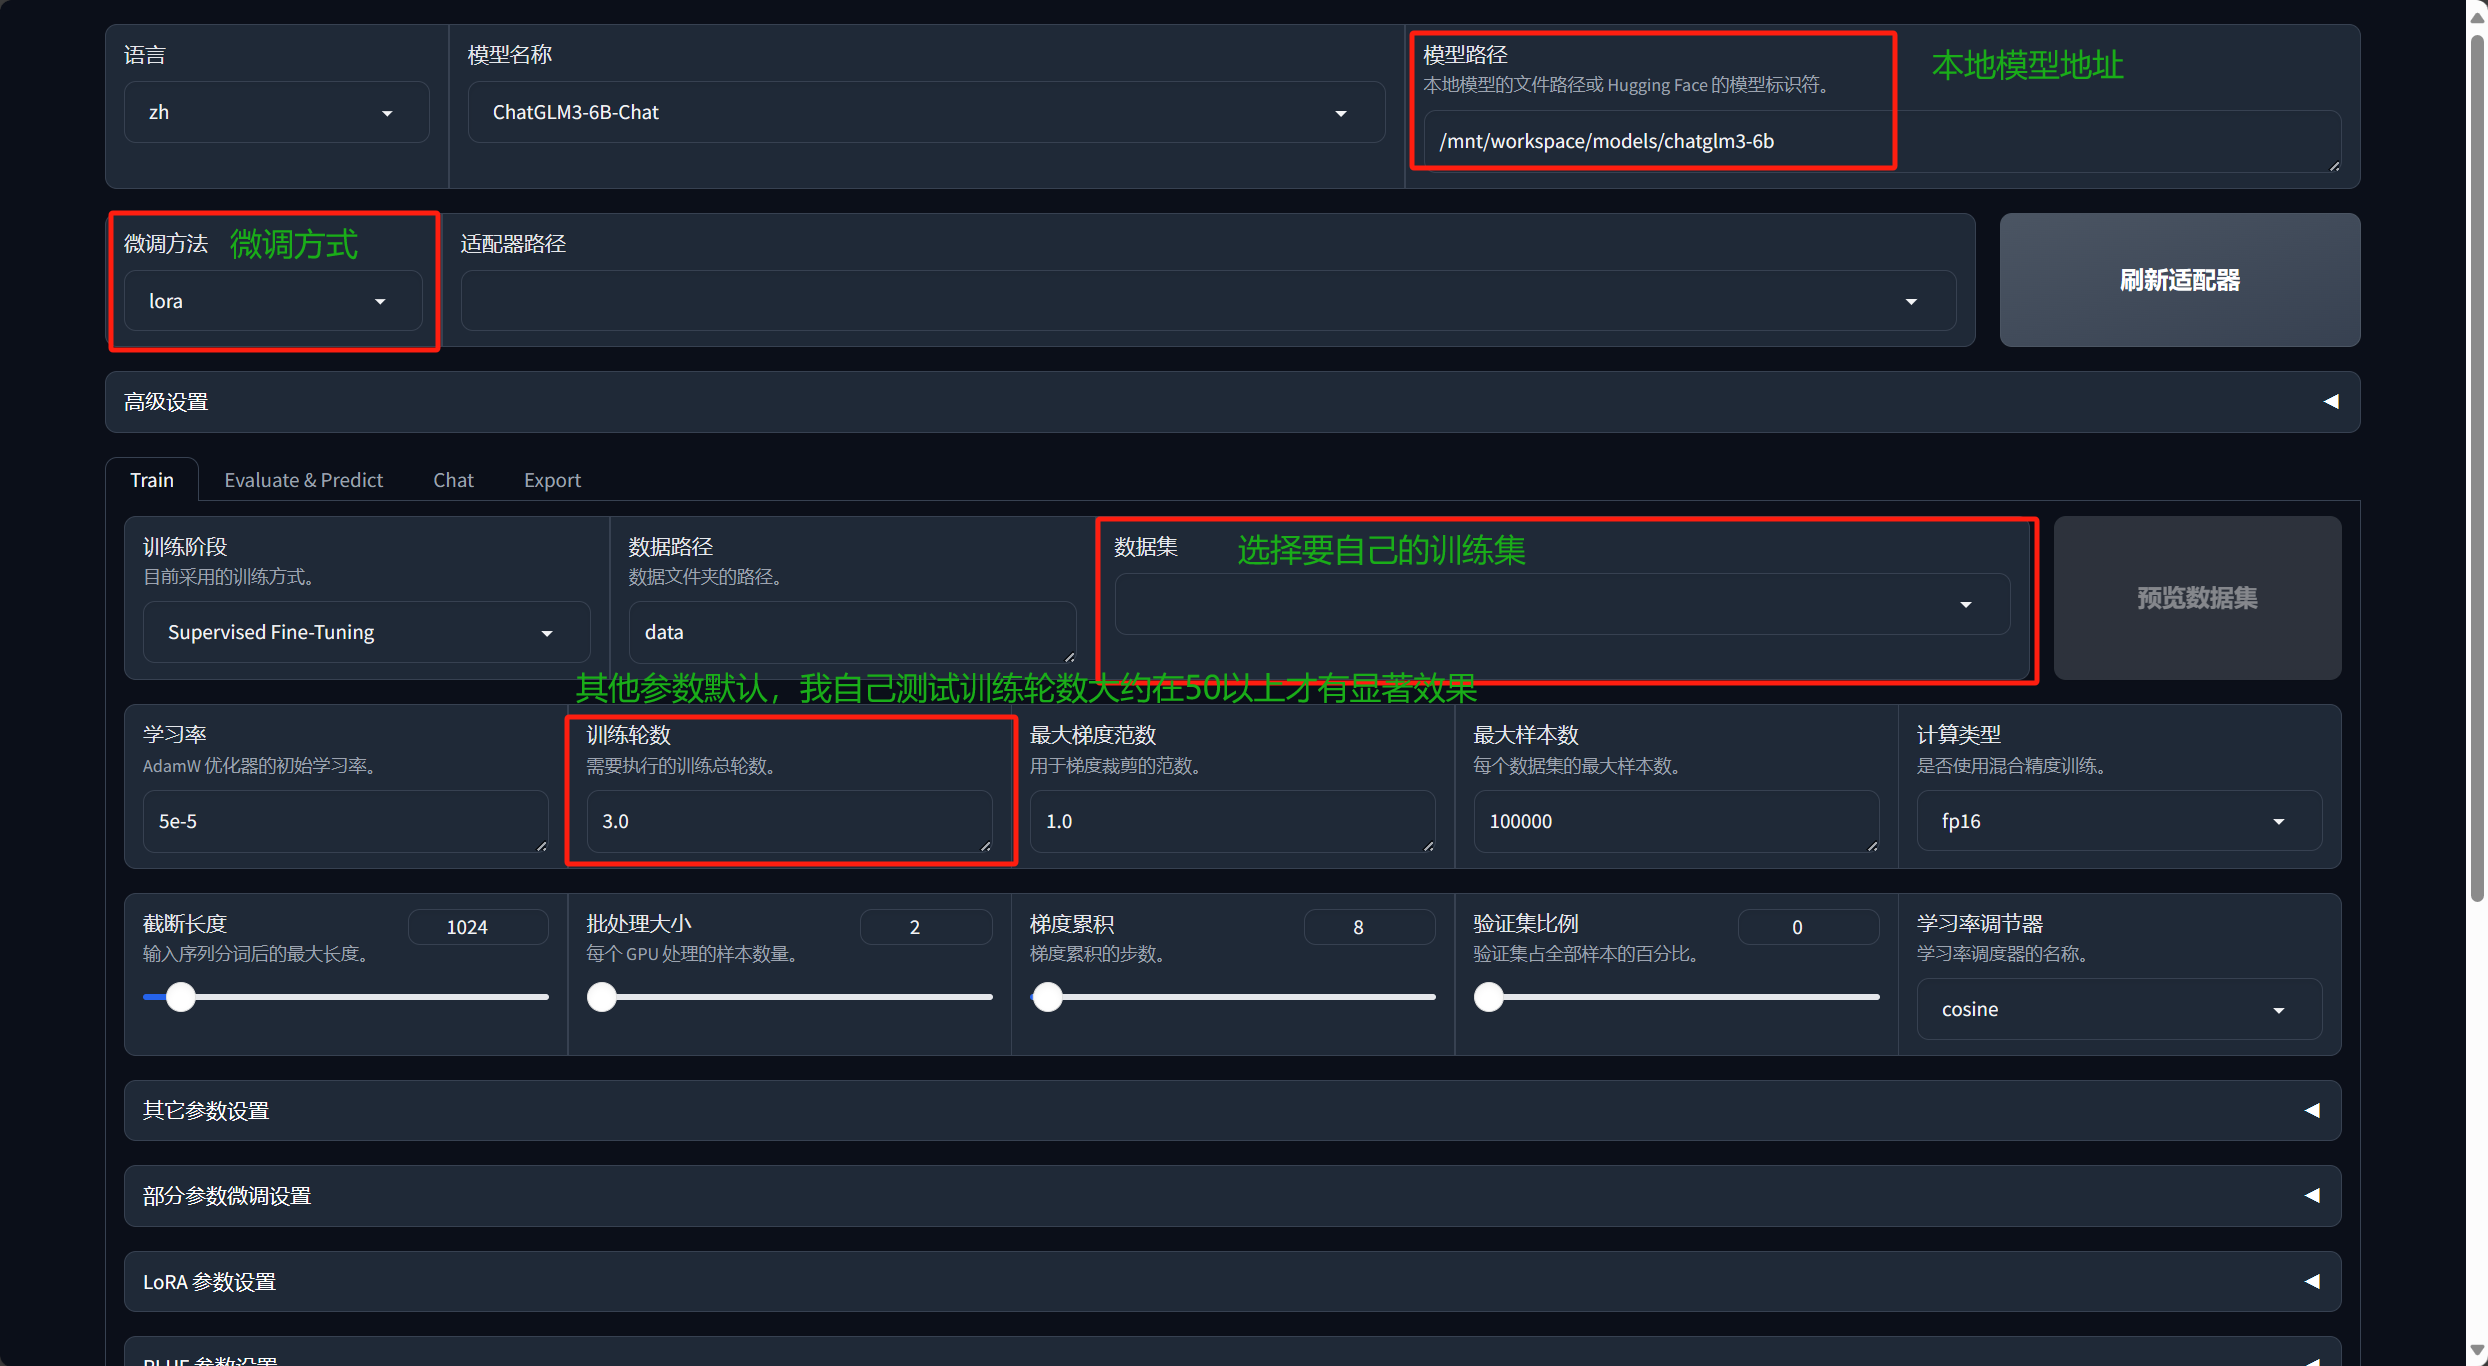 语言
zh
模型名称
ChatGLM3-6B-Chat
模型路径
本地模型的文件路径或 Hugging Face 的模型标识符。
/mnt/workspace/models/chatglm3-6b
本地模型地址
微调方法
微调方式
lora
适配器路径
刷新适配器
高级设置
Train
Evaluate & Predict
Chat
Export
训练阶段
目前采用的训练方式。
Supervised Fine-Tuning
数据路径
数据文件夹的路径。
data
数据集
选择要自己的训练集
预览数据集
其他参数默认，我自己测试训练轮数大约在50以上才有显著效果
学习率
AdamW 优化器的初始学习率。
5e-5
训练轮数
需要执行的训练总轮数。
3.0
最大梯度范数
用于梯度裁剪的范数。
1.0
最大样本数
每个数据集的最大样本数。
100000
计算类型
是否使用混合精度训练。
fp16
截断长度
1024
输入序列分词后的最大长度。
批处理大小
2
每个 GPU 处理的样本数量。
梯度累积
8
梯度累积的步数。
验证集比例
0
验证集占全部样本的百分比。
学习率调节器
学习率调度器的名称。
cosine
其它参数设置
部分参数微调设置
LoRA 参数设置
RLHF 参数设置